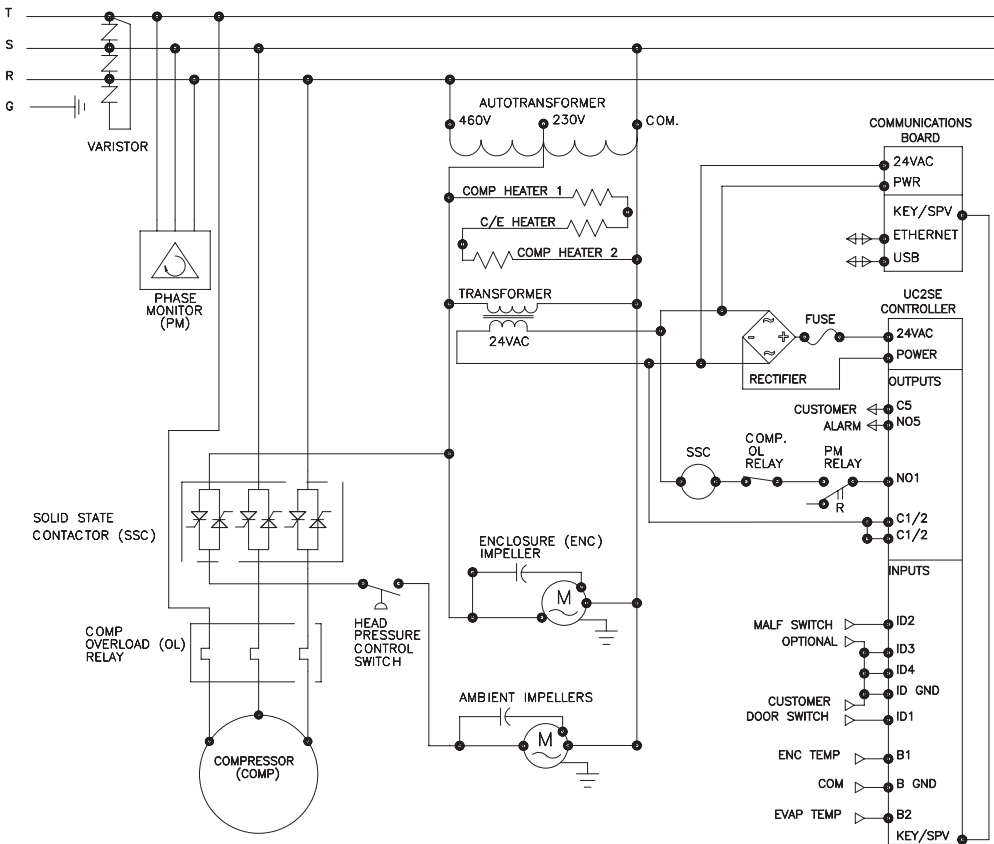 T
S
R
G
VARISTOR
PHASE
MONITOR
(PM)
AUTOTRANSFORMER
460V
230V
COM.
COMP HEATER 1
C/E HEATER
COMP HEATER 2
TRANSFORMER
24VAC
COMMUNICATIONS
BOARD
24VAC
PWR
KEY/SPV
ETHERNET
USB
UC2SE
CONTROLLER
FUSE
24VAC
POWER
- + ~ ~
RECTIFIER
OUTPUTS
CUSTOMER
ALARM
C5
NO5
SSC
COMP.
OL
RELAY
PM
RELAY
R
NO1
C1/2
C1/2
SOLID STATE
CONTACTOR (SSC)
ENCLOSURE (ENC)
IMPELLER
M
HEAD
PRESSURE
CONTROL
SWITCH
COMP
OVERLOAD (OL)
RELAY
AMBIENT IMPELLERS
M
COMPRESSOR
(COMP)
INPUTS
MALF SWITCH
ID2
OPTIONAL
ID3
ID4
ID GND
CUSTOMER
DOOR SWITCH
ID1
ENC TEMP
B1
COM
B GND
EVAP TEMP
B2
KEY/SPV